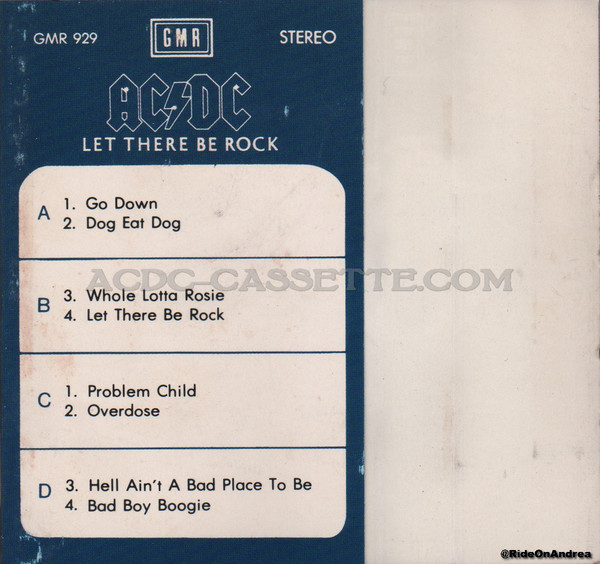 GMR 929
GMR
STEREO
AC/DC
LET THERE BE ROCK
A
1. Go Down
2. Dog Eat Dog
ACDC-CASSETTE.COM
B
3. Whole Lotta Rosie
4. Let There Be Rock
C
1. Problem Child
2. Overdose
D
3. Hell Ain't A Bad Place To Be
4. Bad Boy Boogie
@RideOnAndrea